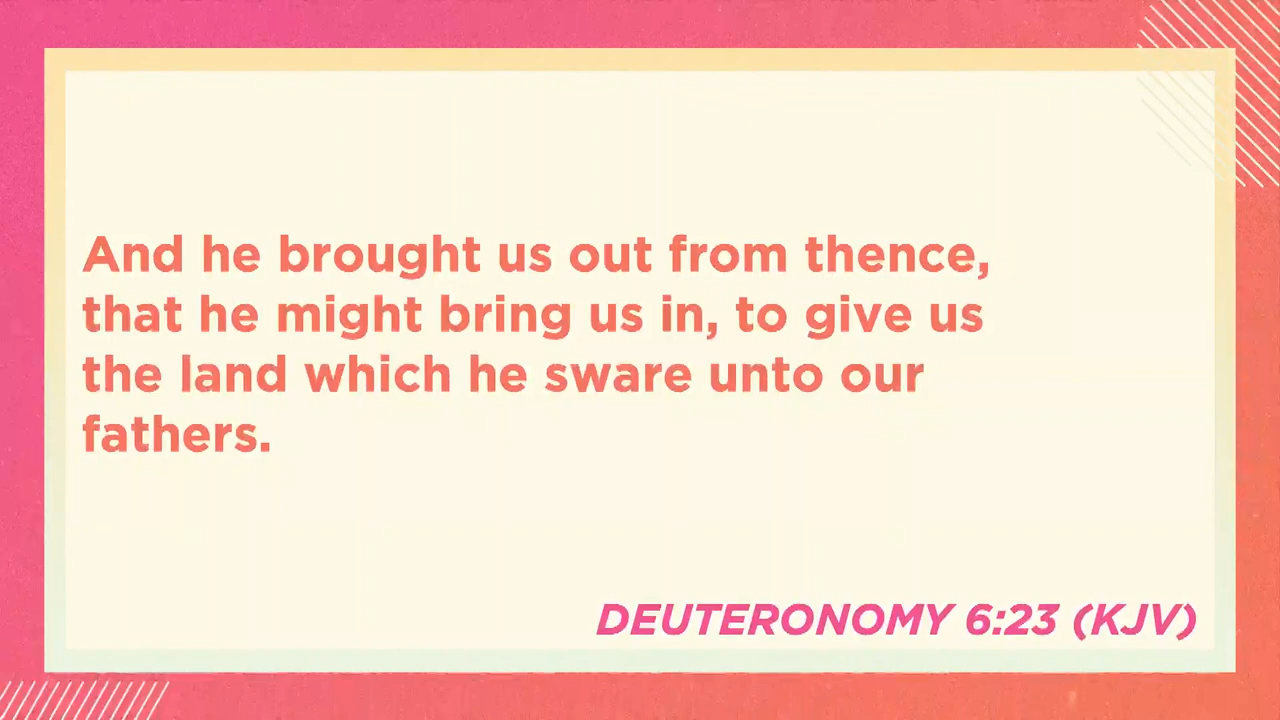 And he brought us out from thence,
that he might bring us in, to give us
the land which he sware unto our
fathers.
DEUTERONOMY 6:23 (KJV)